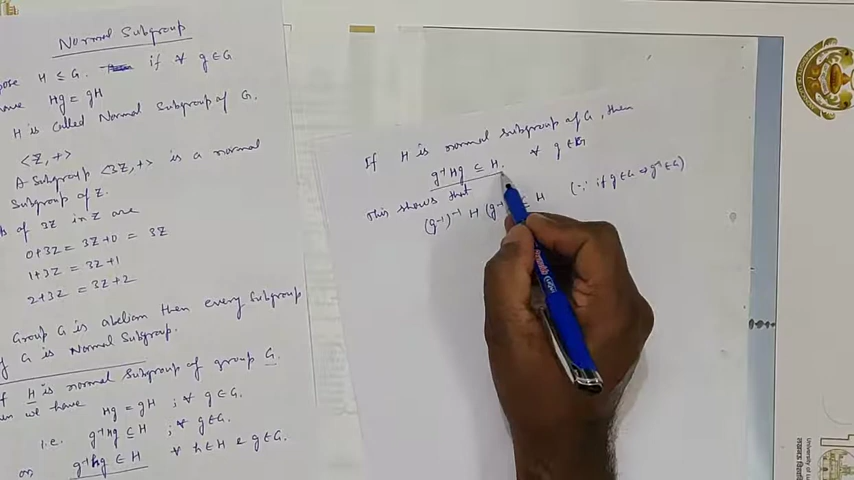 Normal Subgroup
H ≤ G. if ∀ g ∈ G
Hg = gH
H is called Normal Subgroup of G.
<Z, +>
A Subgroup <3Z, +> is a normal
Subgroup of Z.
of 3Z in Z are
0+3Z = 3Z+0 = 3Z
1+3Z = 3Z+1
2+3Z = 3Z+2
Group G is abelian then every Subgroup
G is Normal Subgroup.
H is normal Subgroup of group G.
we have Hg = gH ; ∀ g ∈ G.
i.e. g⁻¹Hg ⊆ H ; ∀ g ∈ G.
or g⁻¹hg ∈ H ∀ h ∈ H & g ∈ G.
If H is normal subgroup of G, then
g⁻¹Hg ⊆ H. ∀ g ∈ G
This shows that
(g⁻¹)⁻¹ H (g⁻¹ ⊆ H (∵ if g ∈ G ⇒ g⁻¹ ∈ G)